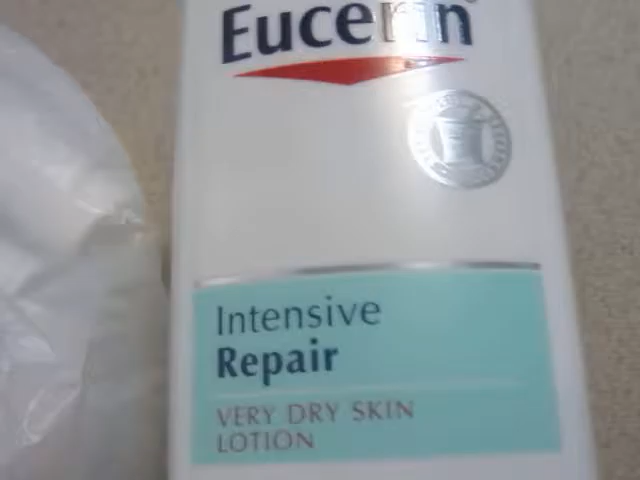 Eucerin
Intensive
Repair
VERY DRY SKIN
LOTION